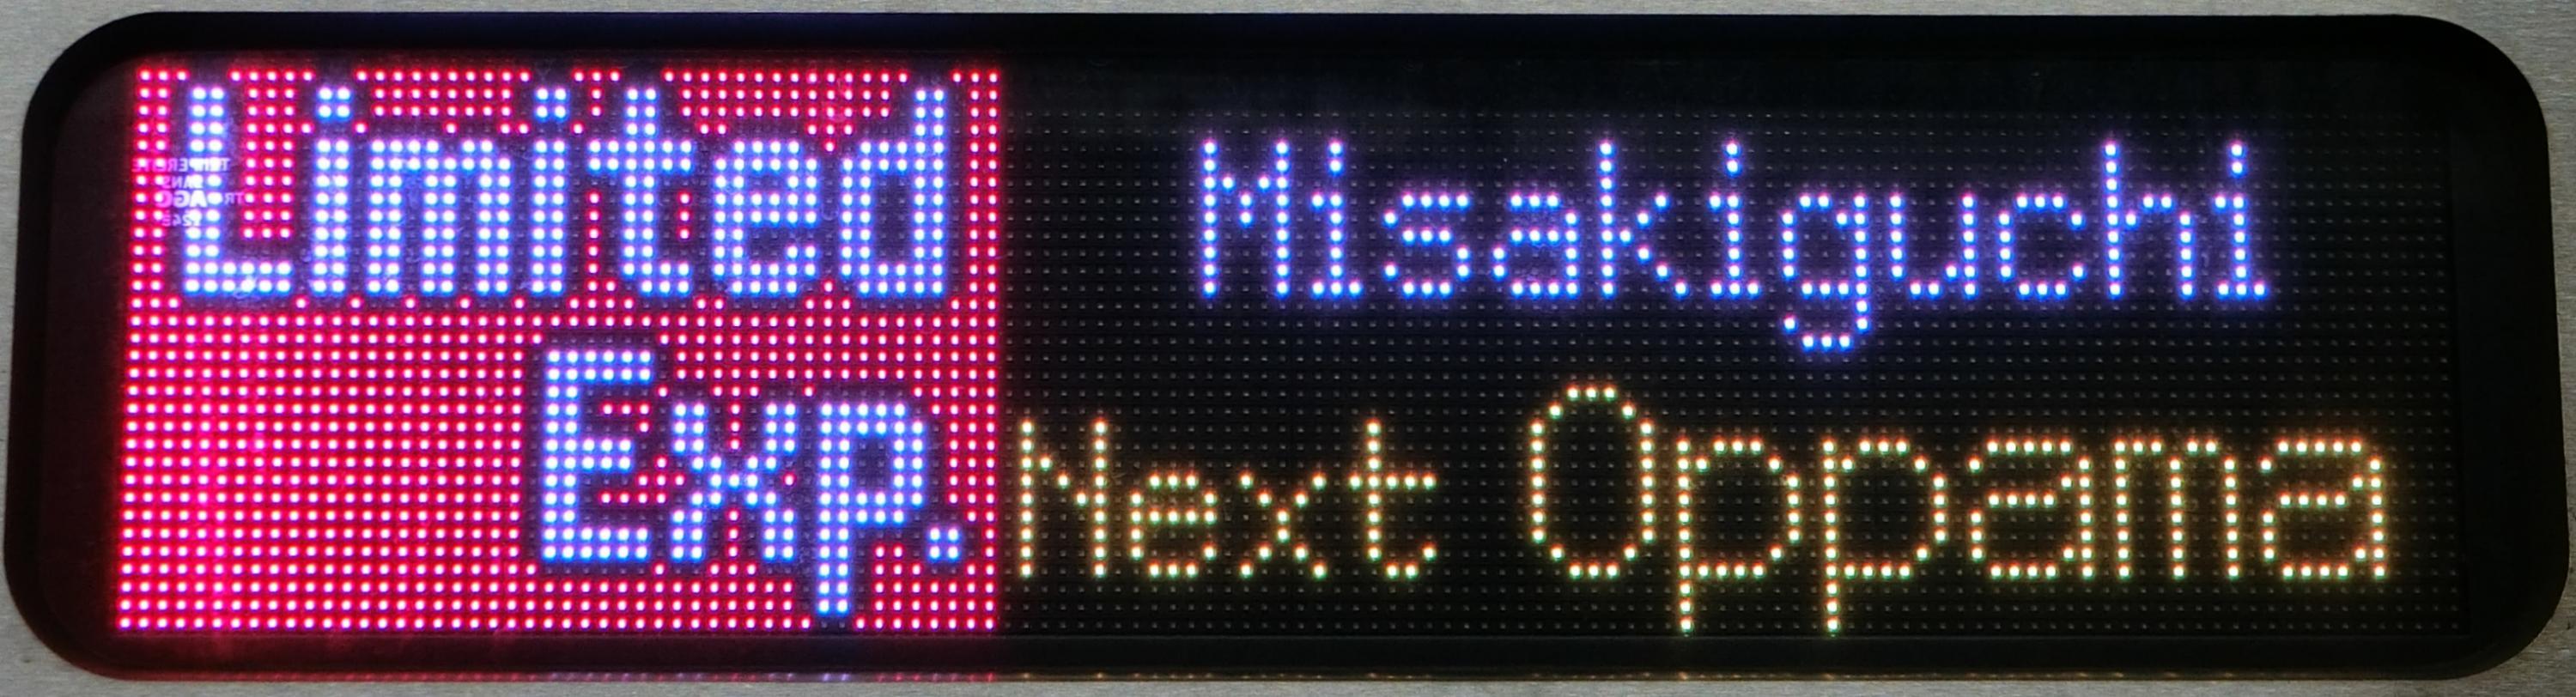 Limited
Exp.
Misakiguchi
Next Oppama